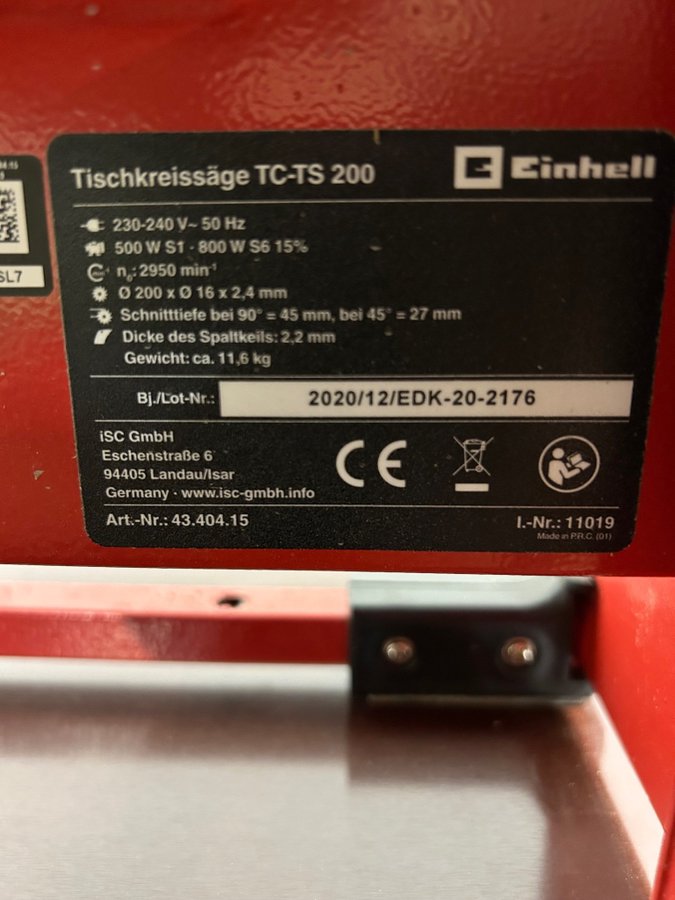 Tischkreissäge TC-TS 200
Einhell
230-240 V~ 50 Hz
500 W S1 · 800 W S6 15%
n₀: 2950 min⁻¹
Ø 200 x Ø 16 x 2,4 mm
Schnitttiefe bei 90° = 45 mm, bei 45° = 27 mm
Dicke des Spaltkeils: 2,2 mm
Gewicht: ca. 11,6 kg
Bj./Lot-Nr.: 2020/12/EDK-20-2176
iSC GmbH
Eschenstraße 6
94405 Landau/Isar
Germany · www.isc-gmbh.info
CE
Art.-Nr.: 43.404.15
I.-Nr.: 11019
Made in P.R.C. (01)
SL7